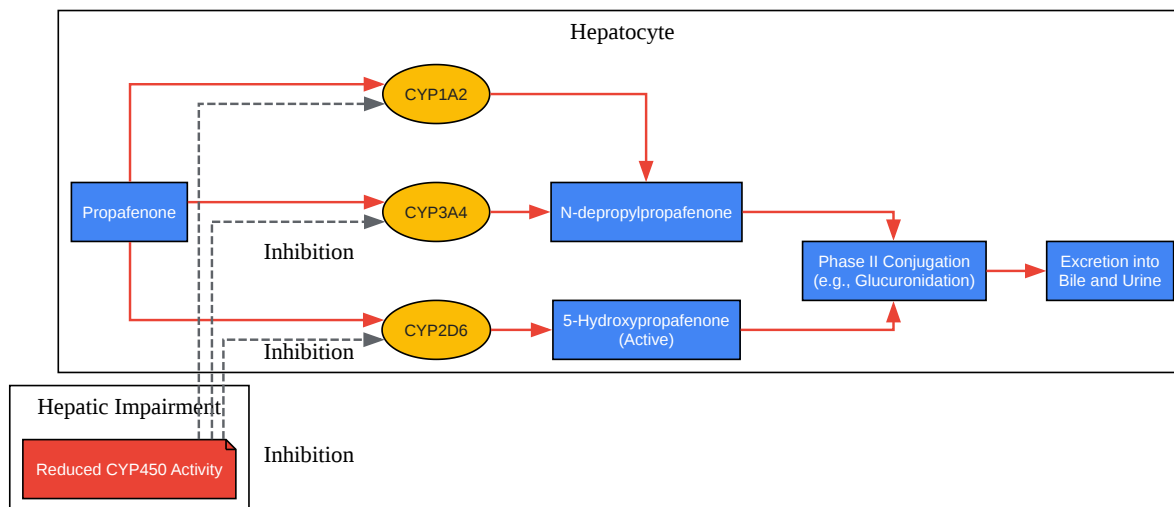 Hepatocyte
CYP1A2
Propafenone
CYP3A4
N-depropylpropafenone
Inhibition
Phase II Conjugation
(e.g., Glucuronidation)
Excretion into
Bile and Urine
CYP2D6
5-Hydroxypropafenone
(Active)
Inhibition
Hepatic Impairment
Reduced CYP450 Activity
Inhibition